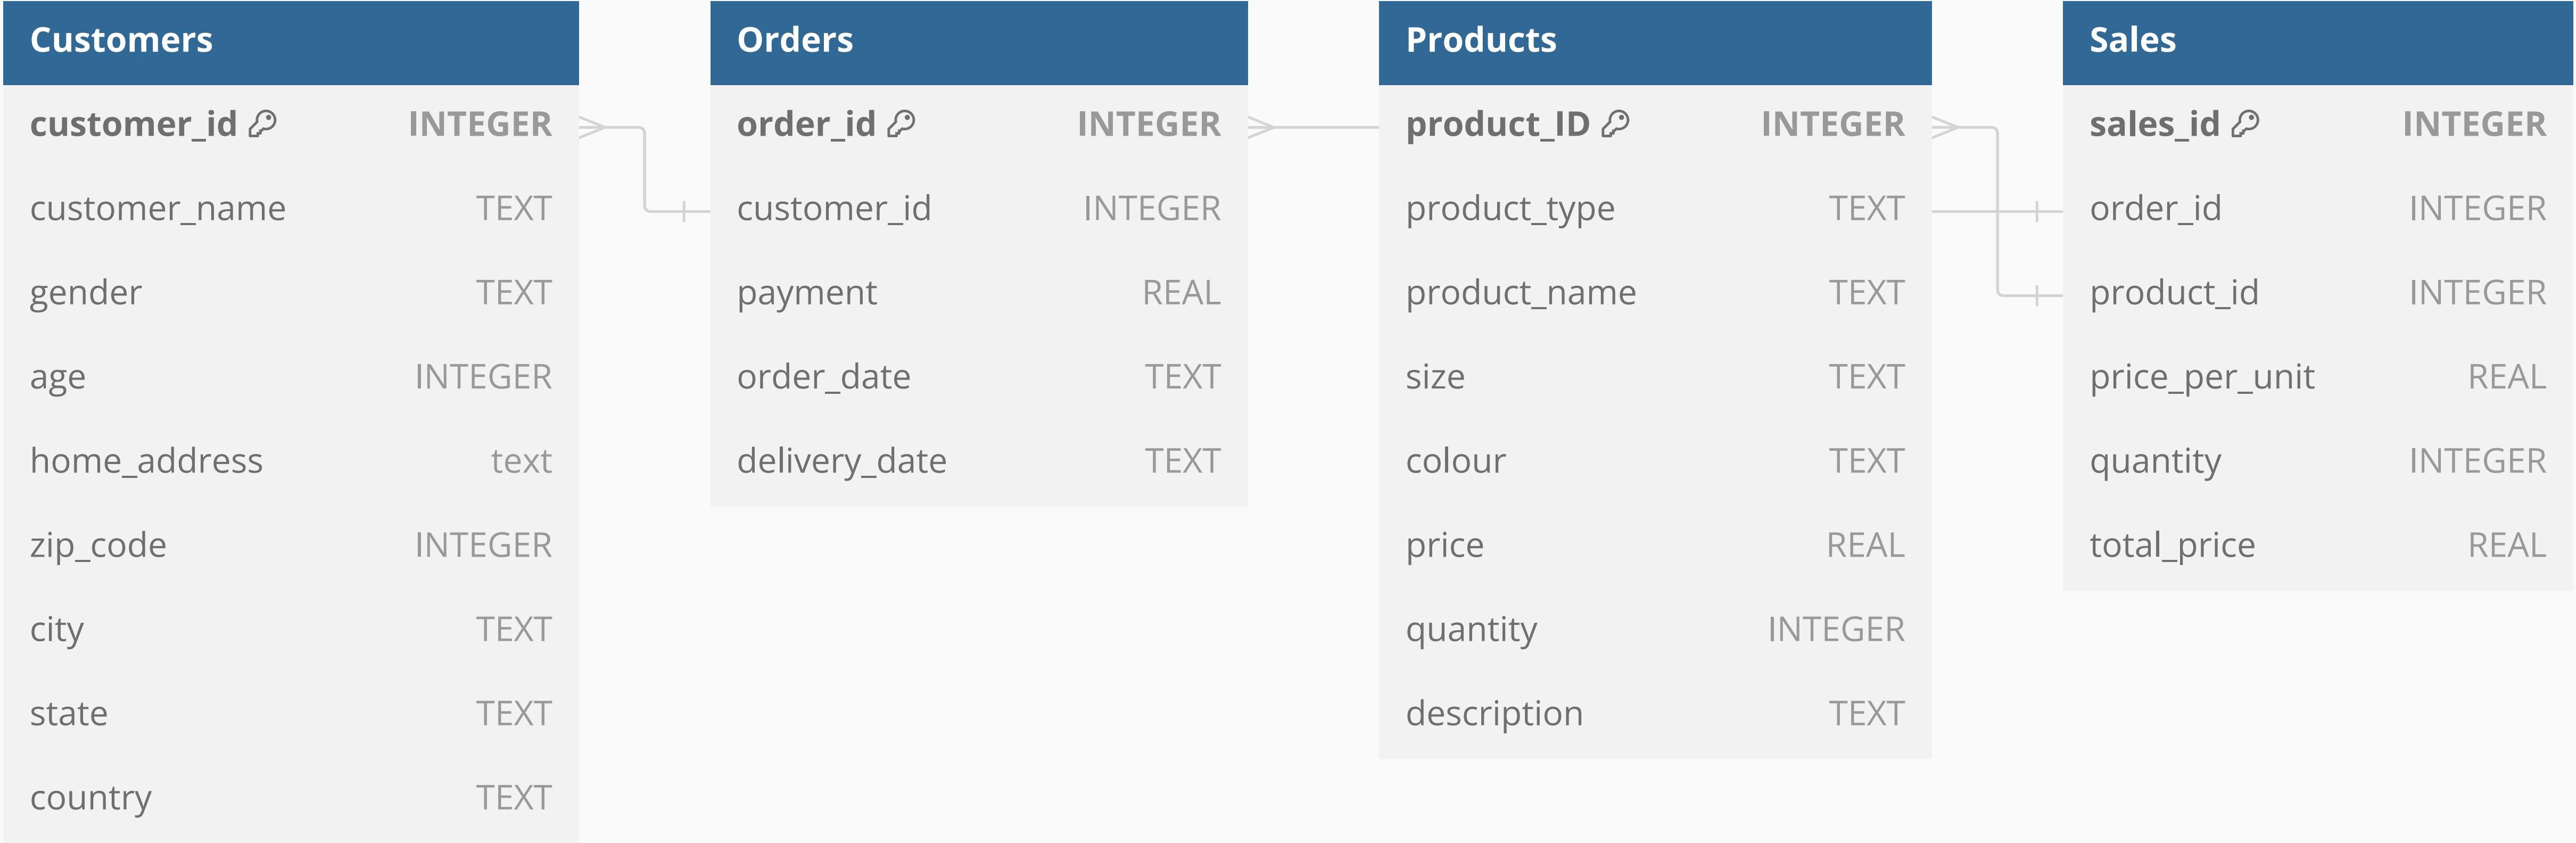 Customers
customer_id INTEGER
customer_name TEXT
gender TEXT
age INTEGER
home_address text
zip_code INTEGER
city TEXT
state TEXT
country TEXT
Orders
order_id INTEGER
customer_id INTEGER
payment REAL
order_date TEXT
delivery_date TEXT
Products
product_ID INTEGER
product_type TEXT
product_name TEXT
size TEXT
colour TEXT
price REAL
quantity INTEGER
description TEXT
Sales
sales_id INTEGER
order_id INTEGER
product_id INTEGER
price_per_unit REAL
quantity INTEGER
total_price REAL